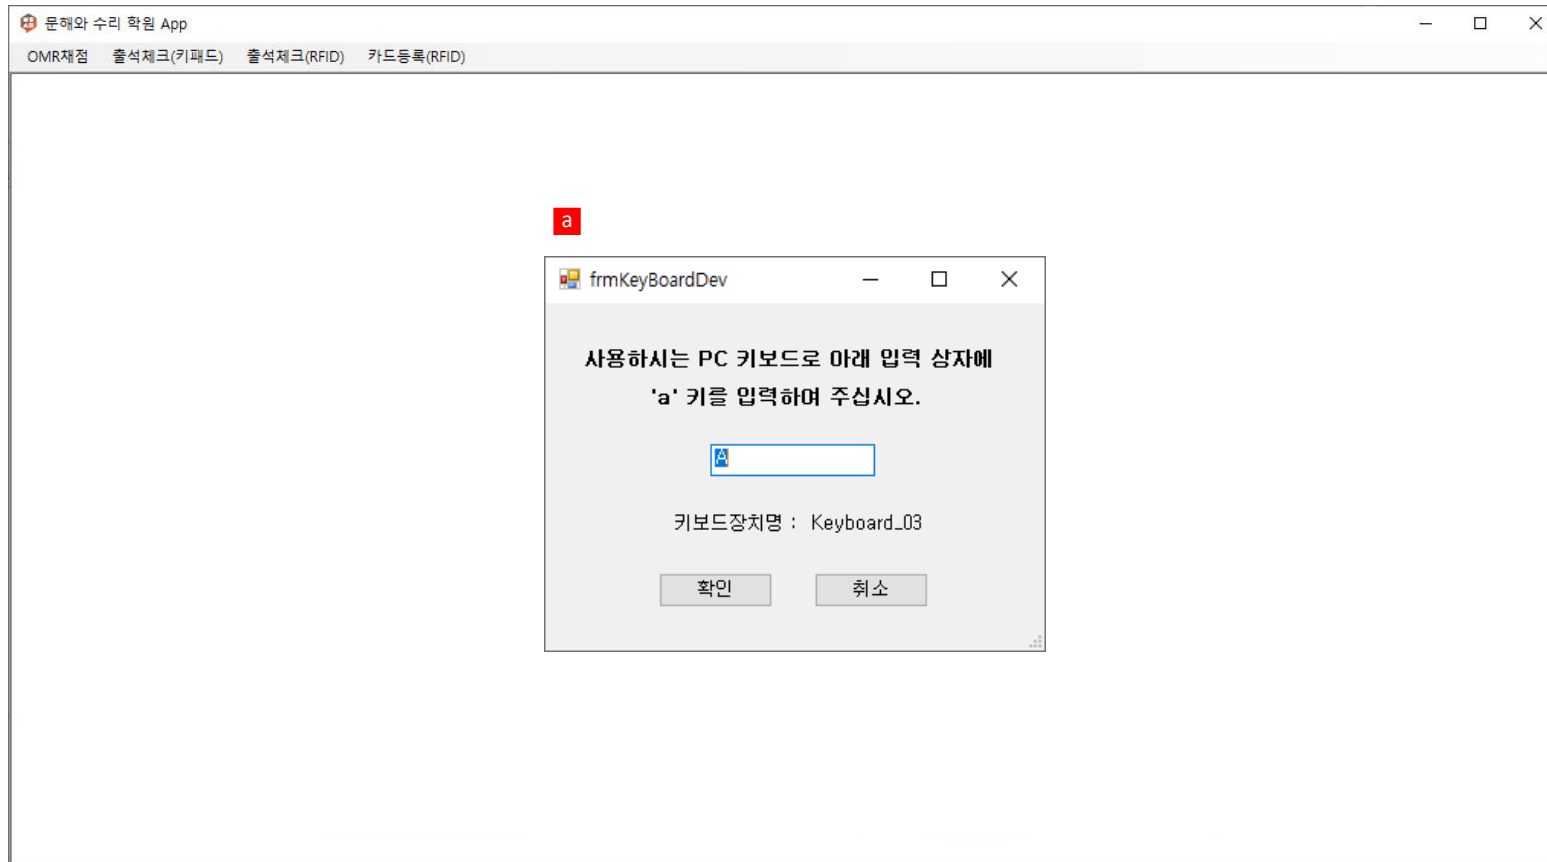 문해와 수리 학원 App
OMR채점 출석체크(키패드) 출석체크(RFID) 카드등록(RFID)
a
frmKeyBoardDev
사용하시는 PC 키보드로 아래 입력 상자에
'a' 키를 입력하여 주십시오.
A
키보드장치명 : Keyboard_03
확인 취소